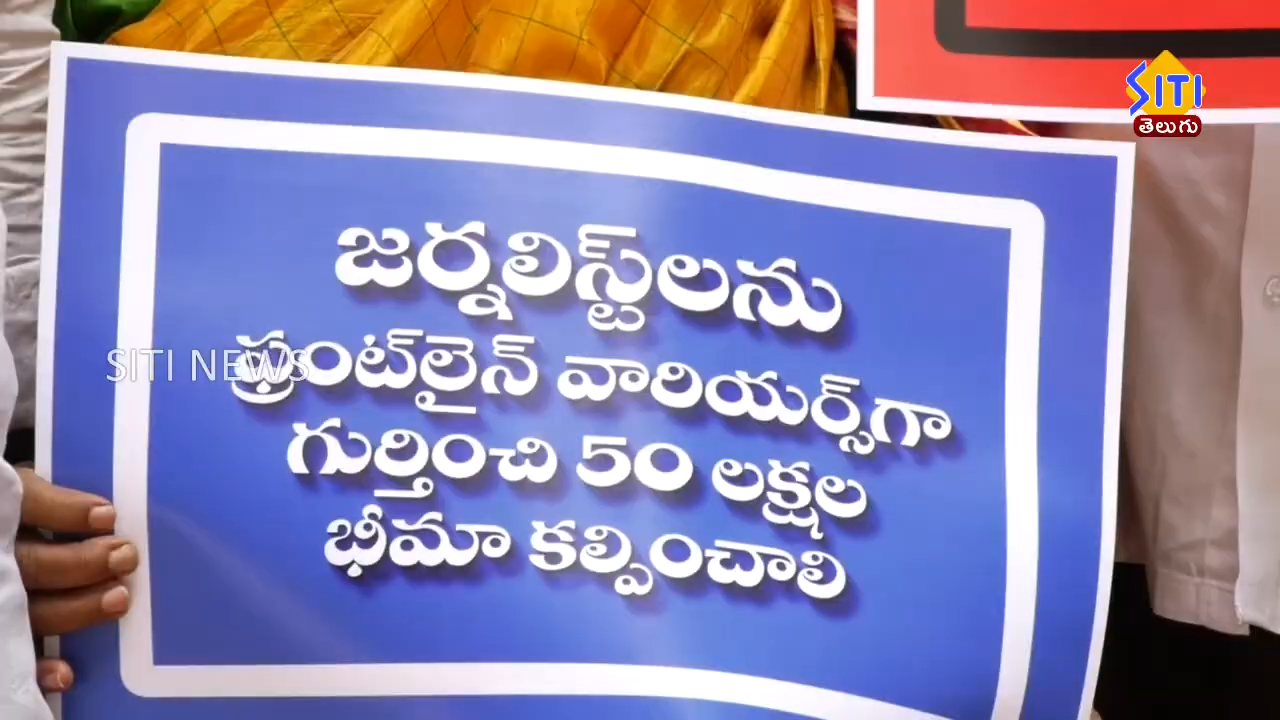 SITI
తెలుగు
జర్నలిస్ట్‌లను
SITI NEWS
ఫ్రంట్‌లైన్ వారియర్స్‌గా
గుర్తించి 50 లక్షల
భీమా కల్పించాలి